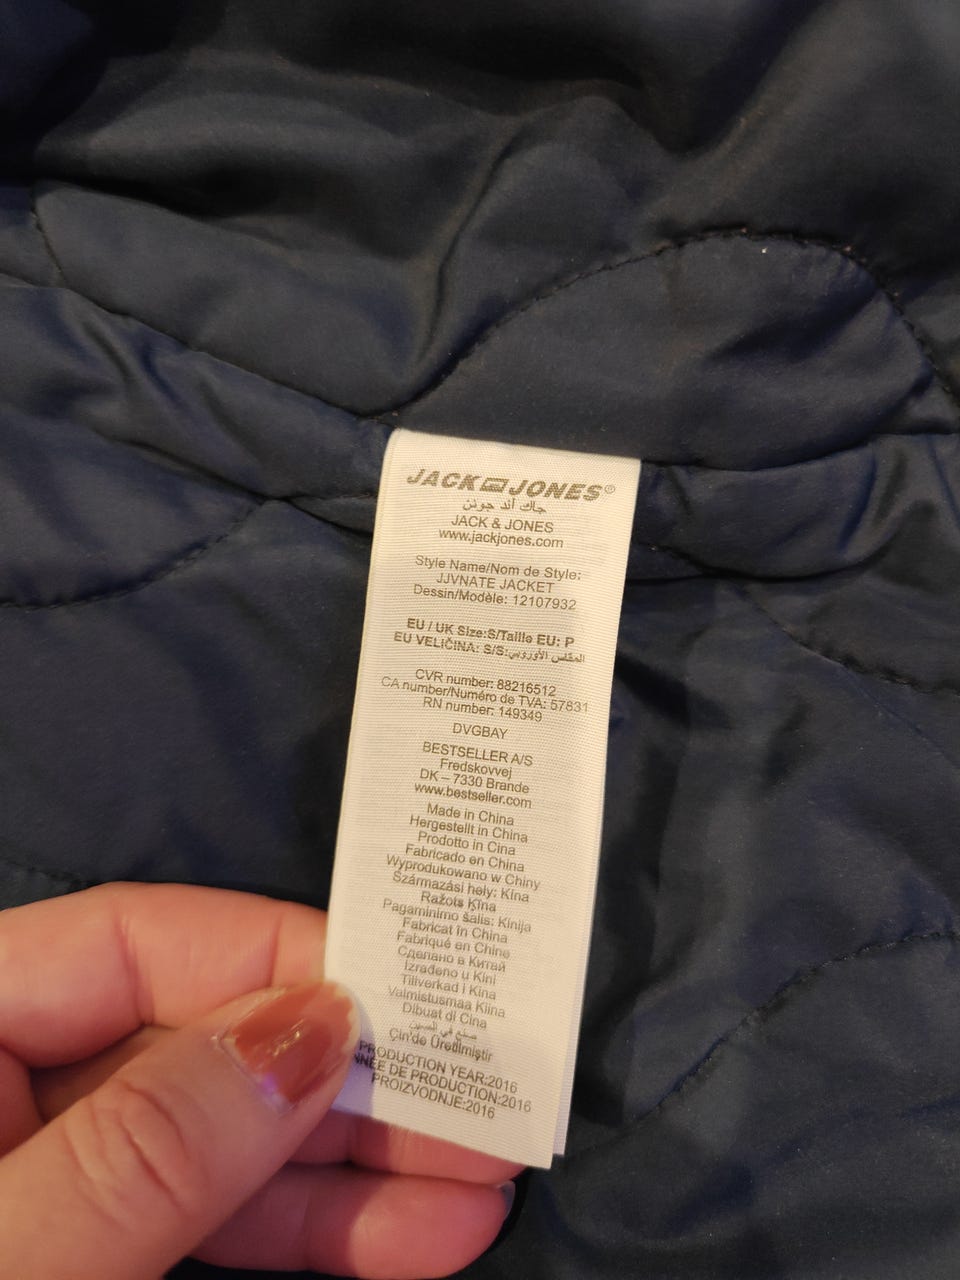 JACK JONES®
جاك أند جونز
JACK & JONES
www.jackjones.com
Style Name/Nom de Style:
JJVNATE JACKET
Dessin/Modèle: 12107932
EU / UK Size:S/Taille EU: P
EU VELIČINA: S/S:المقاس الأوروبي
CVR number: 88216512
CA number/Numéro de TVA: 57831
RN number: 149349
DVGBAY
BESTSELLER A/S
Fredskovvej
DK – 7330 Brande
www.bestseller.com
Made in China
Hergestellt in China
Prodotto in Cina
Fabricado en China
Wyprodukowano w Chiny
Származási hely: Kína
Ražots Ķīna
Pagaminimo šalis: Kinija
Fabricat în China
Fabriqué en Chine
Сделано в Китай
Izrađeno u Kini
Tillverkad i Kina
Valmistusmaa Kiina
Dibuat di Cina
صنع في الصين
Çin'de Üretilmiştir
PRODUCTION YEAR:2016
NNÉE DE PRODUCTION:2016
PROIZVODNJE:2016